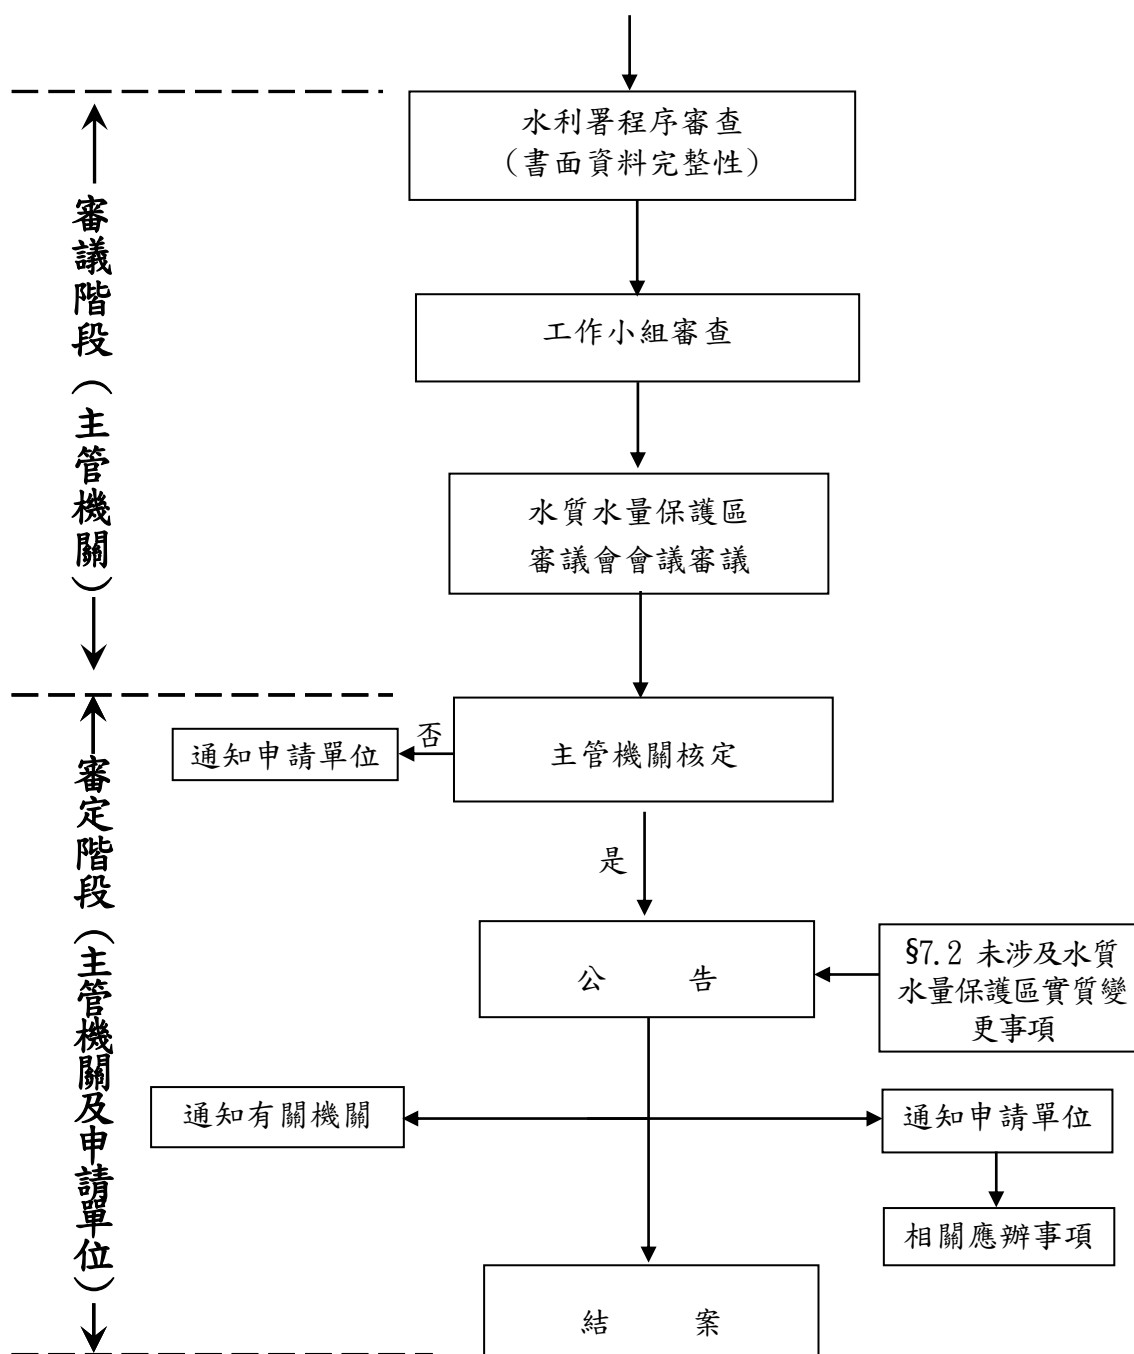 水利署程序審查
（書面資料完整性）
審議階段（主管機關）
工作小組審查
水質水量保護區
審議會會議審議
主管機關核定
否
通知申請單位
是
審定階段（主管機關及申請單位）
公 告
§7.2 未涉及水質
水量保護區實質變
更事項
通知有關機關
通知申請單位
相關應辦事項
結 案